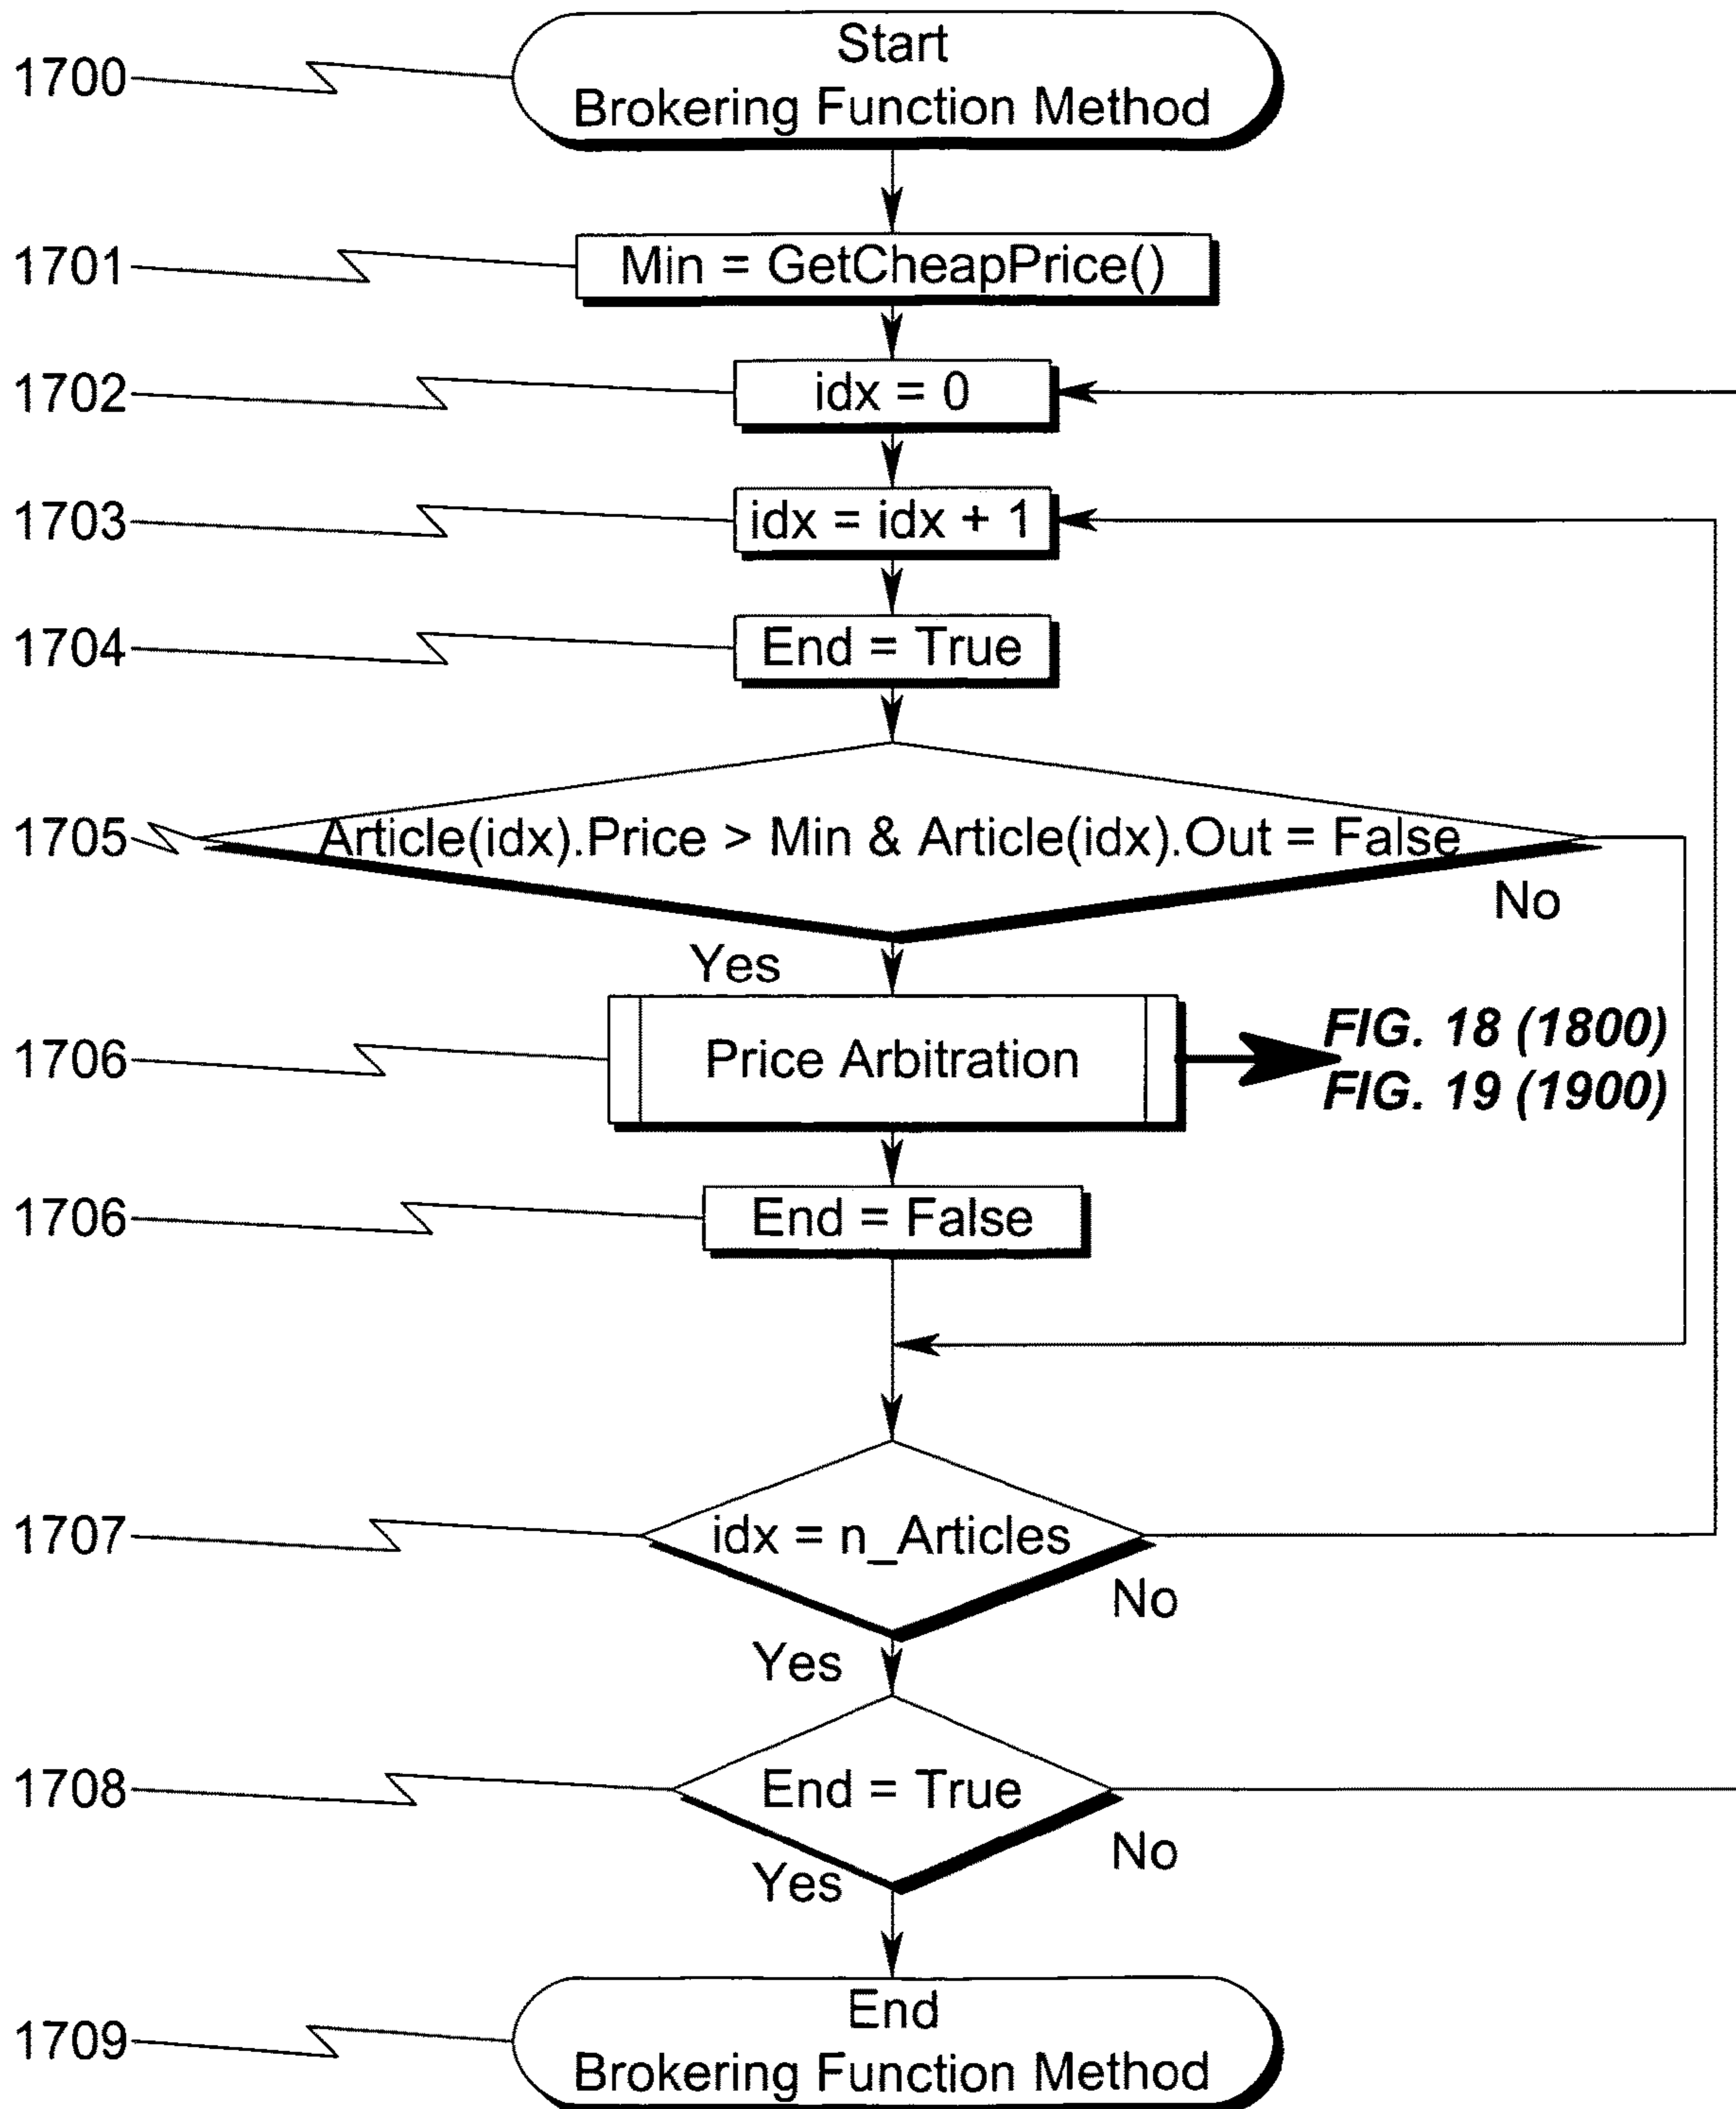 Start
1700
Brokering Function Method
1701
Min = GetCheapPrice()
1702
idx = 0
1703
idx = idx + 1
1704
End = True
1705
Article(idx).Price > Min & Article(idx).Out = False
No
Yes
1706
Price Arbitration
FIG. 18 (1800)
FIG. 19 (1900)
1706
End = False
1707
idx = n_Articles
No
Yes
1708
End = True
No
Yes
End
1709
Brokering Function Method